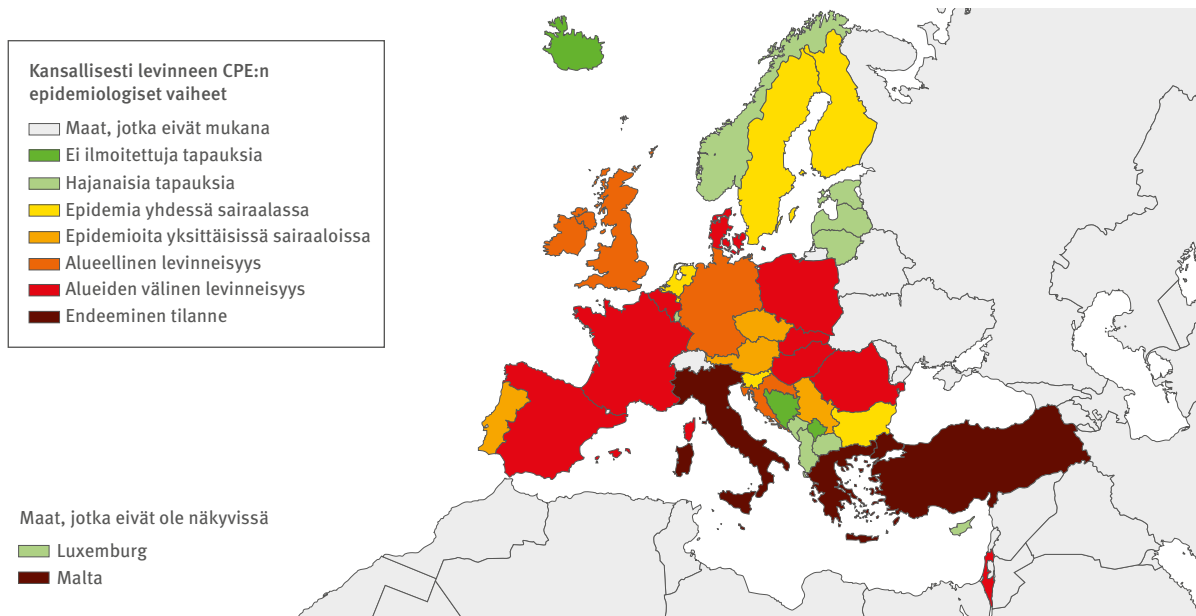 Kansallisesti levinneen CPE:n
epidemiologiset vaiheet
Maat, jotka eivät mukana
Ei ilmoitettuja tapauksia
Hajanaisia tapauksia
Epidemia yhdessä sairaalassa
Epidemioita yksittäisissä sairaaloissa
Alueellinen levinneisyys
Alueiden välinen levinneisyys
Endeeminen tilanne
Maat, jotka eivät ole näkyvissä
Luxemburg
Malta